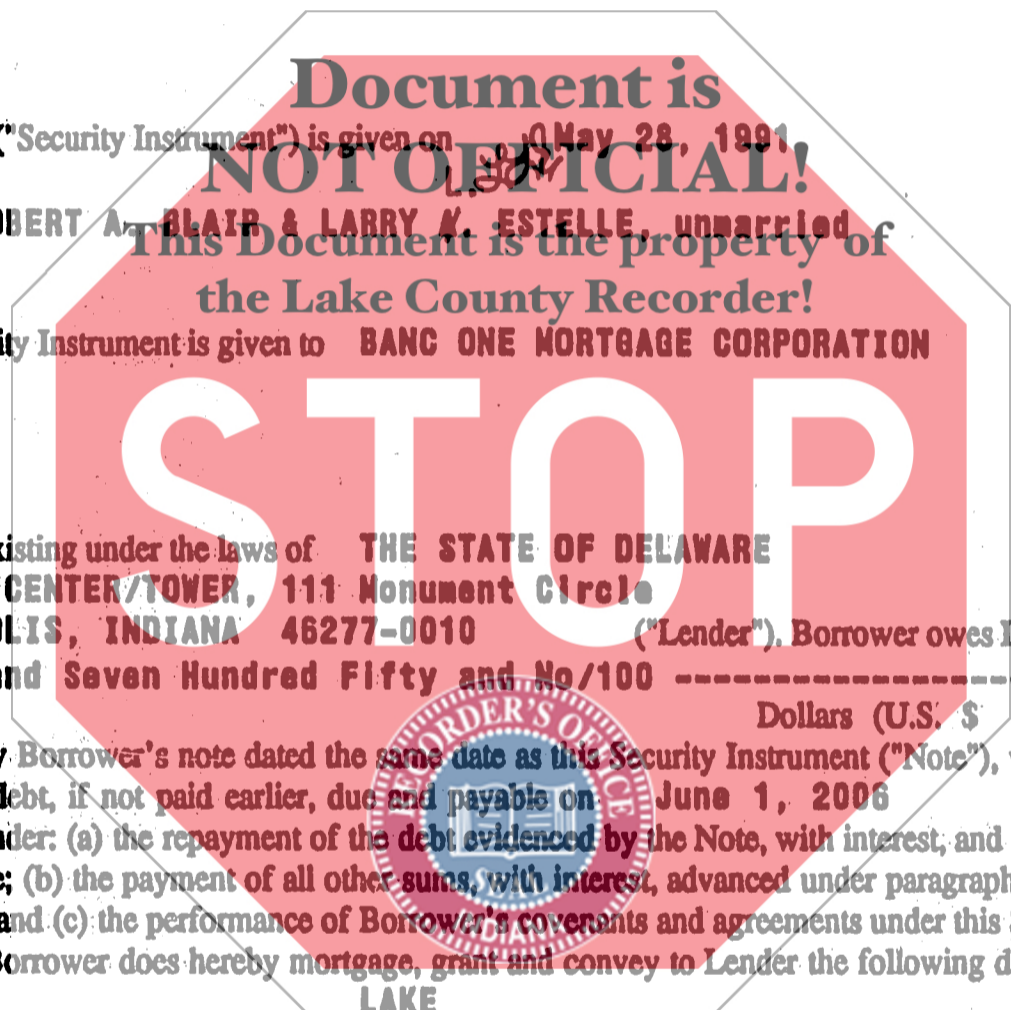 Document is
("Security Instrument") is given on May 28, 1991
NOT OFFICIAL!
OBERT A. BLAIR & LARRY K. ESTELLE, unmarried
This Document is the property of
the Lake County Recorder!
ity Instrument is given to BANC ONE MORTGAGE CORPORATION
STOP
xisting under the laws of THE STATE OF DELAWARE
CENTER/TOWER, 111 Monument Circle
LIS, INDIANA 46277-0010 ("Lender"). Borrower owes
nd Seven Hundred Fifty and No/100 --------------------
Dollars (U.S. $
RECORDER'S OFFICE
y Borrower's note dated the same date as this Security Instrument ("Note"),
debt, if not paid earlier, due and payable on June 1, 2006
der: (a) the repayment of the debt evidenced by the Note, with interest, and
; (b) the payment of all other sums, with interest, advanced under paragraph
and (c) the performance of Borrower's covenants and agreements under this
INDIANA
orrower does hereby mortgage, grant and convey to Lender the following d
LAKE